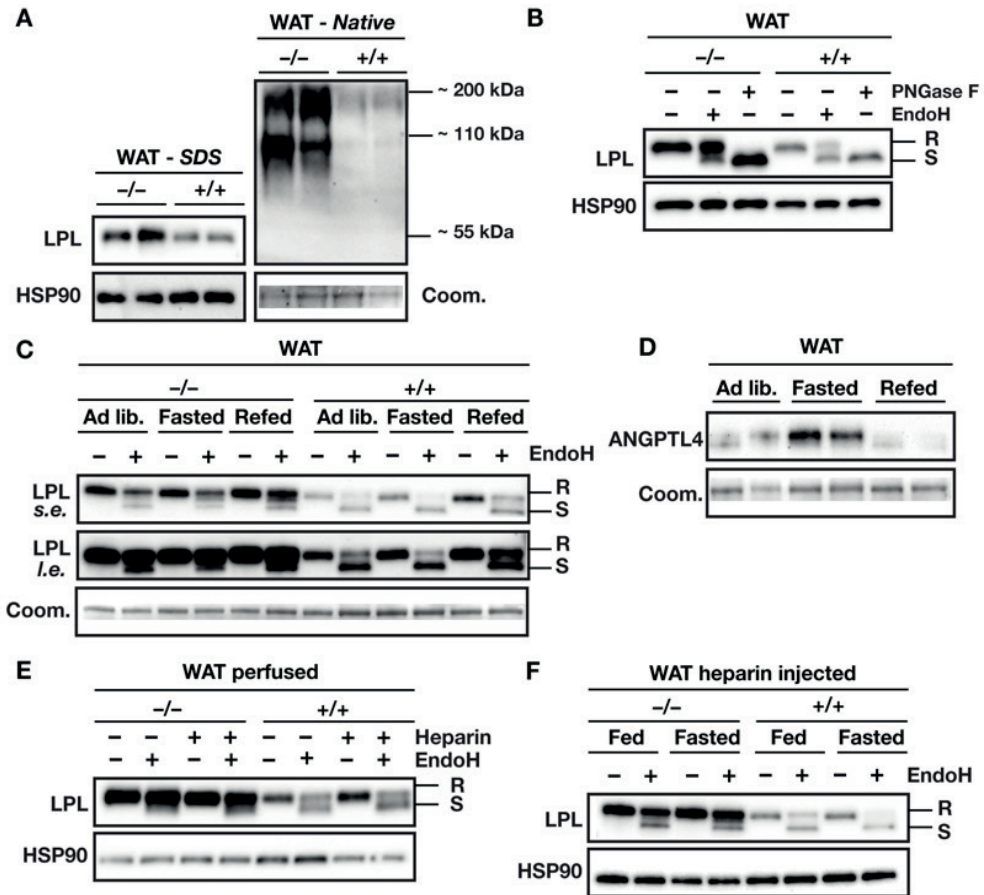 A
WAT - Native
–/–
+/+
~ 200 kDa
~ 110 kDa
~ 55 kDa
WAT - SDS
–/–
+/+
LPL
HSP90
Coom.
B
WAT
–/–
+/+
– – + – – + PNGase F
– + – – + – EndoH
LPL
R
S
HSP90
C
WAT
–/–
+/+
Ad lib. Fasted Refed Ad lib. Fasted Refed
– + – + – + – + – + – + EndoH
LPL
s.e.
R
S
LPL
l.e.
R
S
Coom.
D
WAT
Ad lib. Fasted Refed
ANGPTL4
Coom.
E
WAT perfused
–/–
+/+
– – + + – – + + Heparin
– + – + – + – + EndoH
LPL
R
S
HSP90
F
WAT heparin injected
–/–
+/+
Fed Fasted Fed Fasted
– + – + – + – + EndoH
LPL
R
S
HSP90